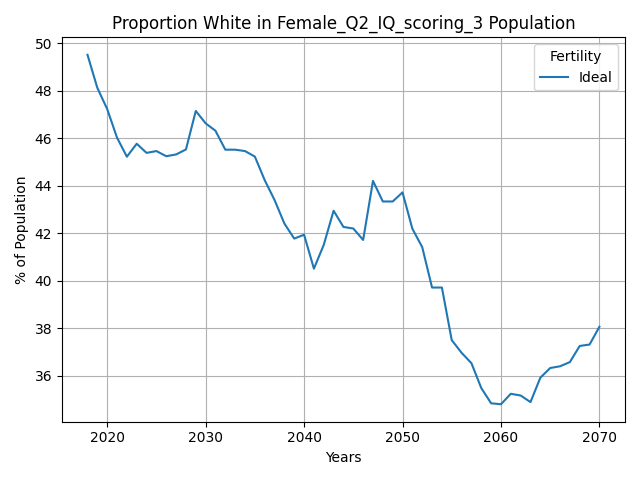 Proportion White in Female_Q2_IQ_scoring_3 Population
% of Population
50
48
46
44
42
40
38
36
Fertility
Ideal
2020
2030
2040
2050
2060
2070
Years